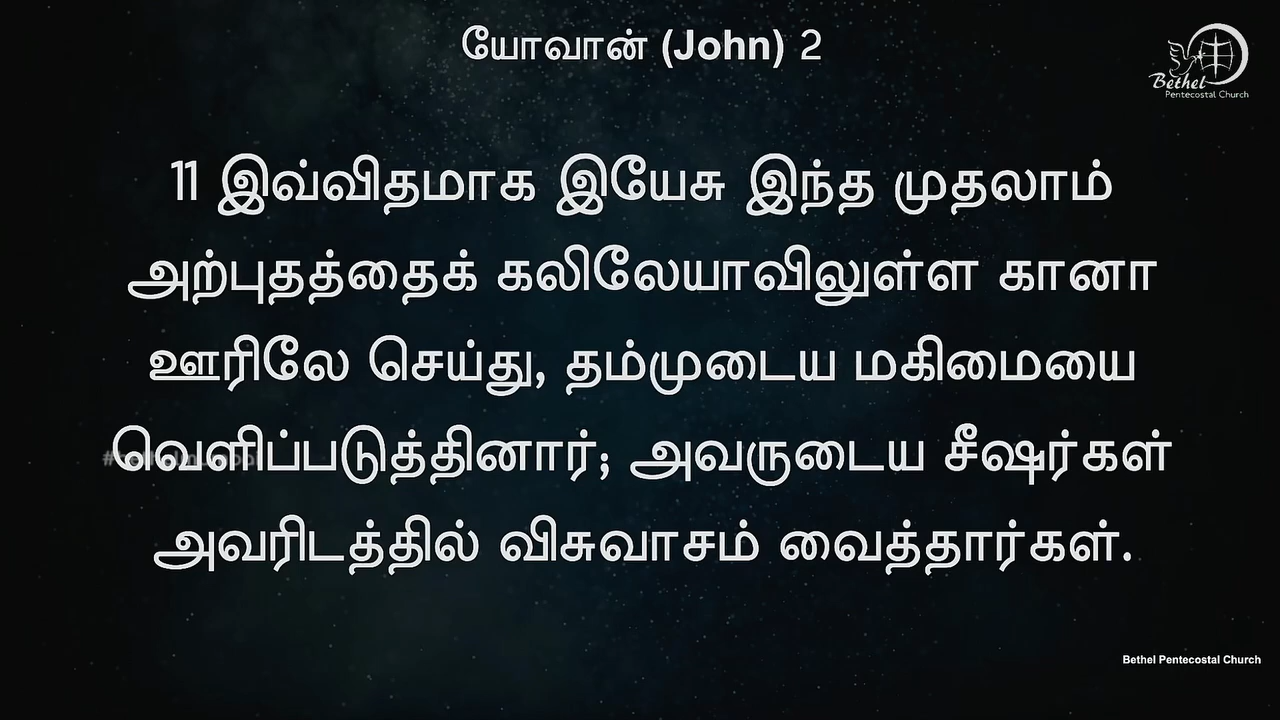 யோவான் (John) 2
Bethel
Pentecostal Church
11 இவ்விதமாக இயேசு இந்த முதலாம்
அற்புதத்தைக் கலிலேயாவிலுள்ள கானா
ஊரிலே செய்து, தம்முடைய மகிமையை
வெளிப்படுத்தினார்; அவருடைய சீஷர்கள்
அவரிடத்தில் விசுவாசம் வைத்தார்கள்.
Bethel Pentecostal Church